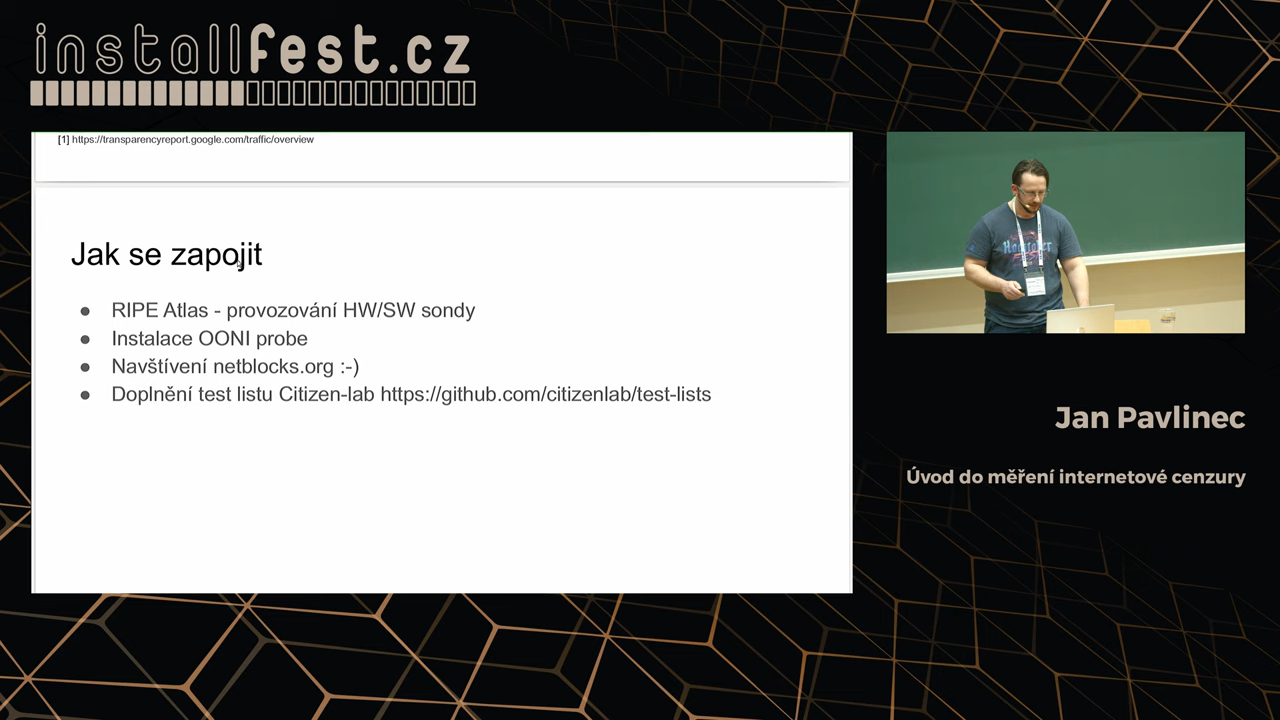 installfest.cz
[1] https://transparencyreport.google.com/traffic/overview
Jak se zapojit
● RIPE Atlas - provozování HW/SW sondy
● Instalace OONI probe
● Navštívení netblocks.org :-)
● Doplnění test listu Citizen-lab https://github.com/citizenlab/test-lists
Jan Pavlinec
Úvod do měření internetové cenzury